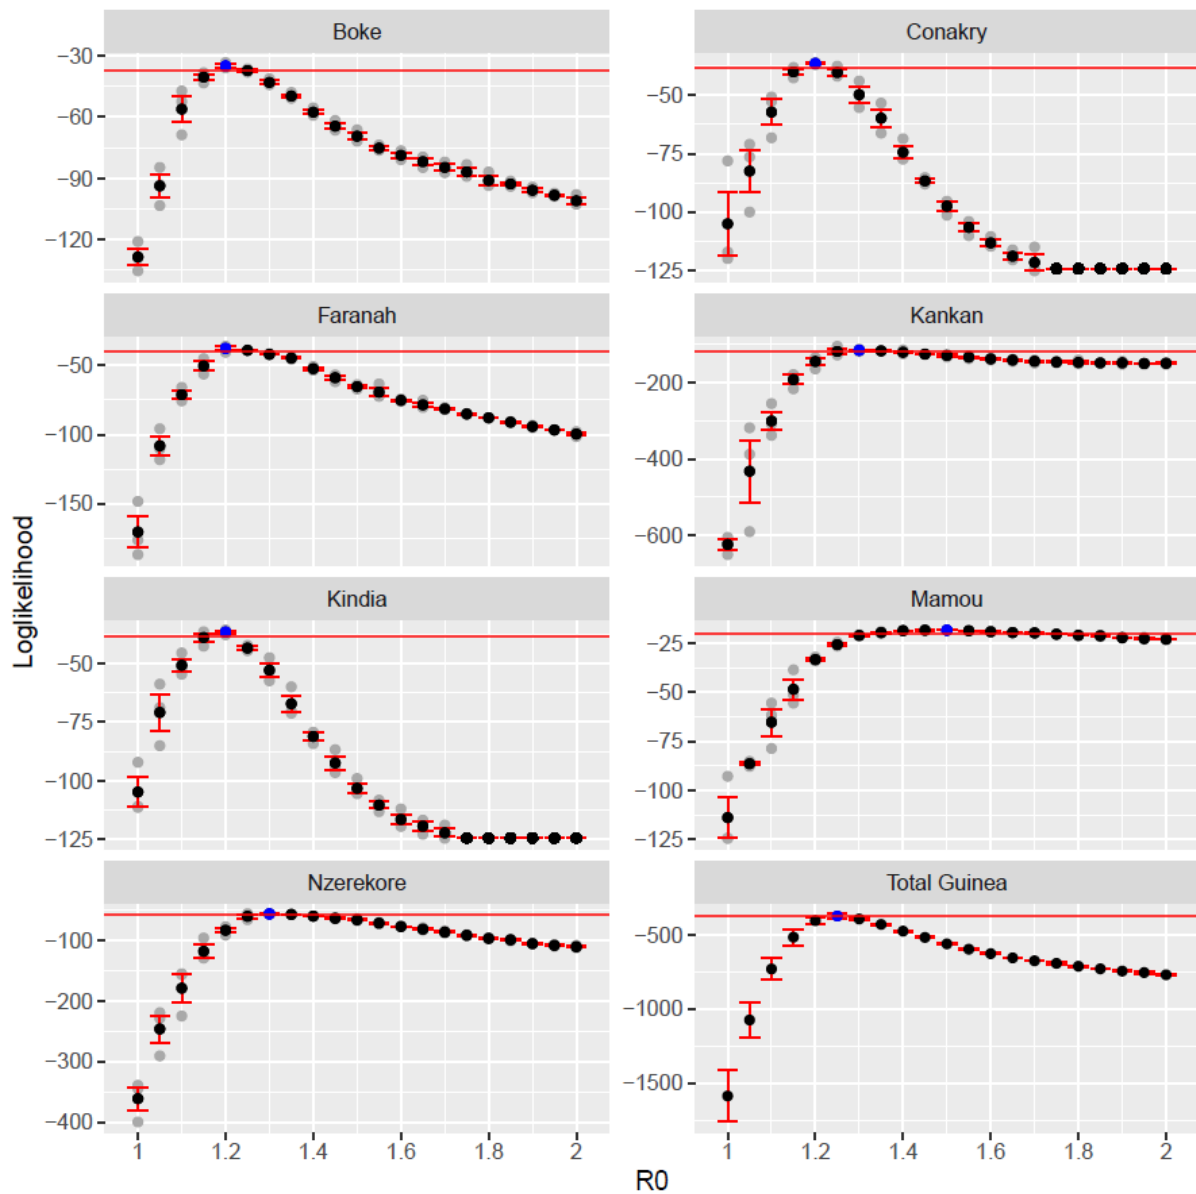 Boke
Conakry
−30
−60
−90
−120
−50
−75
−100
−125
Faranah
Kankan
−50
−100
−150
−200
−400
−600
Kindia
Mamou
−50
−75
−100
−125
−25
−50
−75
−100
−125
Nzerekore
Total Guinea
−100
−200
−300
−400
−500
−1000
−1500
1 1.2 1.4 1.6 1.8 2
1 1.2 1.4 1.6 1.8 2
R0
Loglikelihood